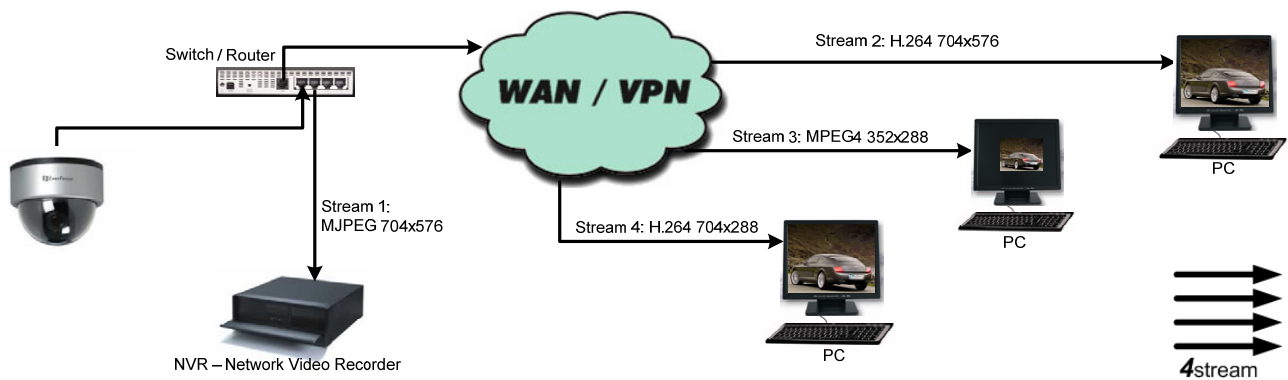 Switch / Router
WAN / VPN
Stream 2: H.264 704x576
PC
Stream 3: MPEG4 352x288
PC
EverFocus
Stream 1:
MJPEG 704x576
Stream 4: H.264 704x288
PC
NVR – Network Video Recorder
4stream